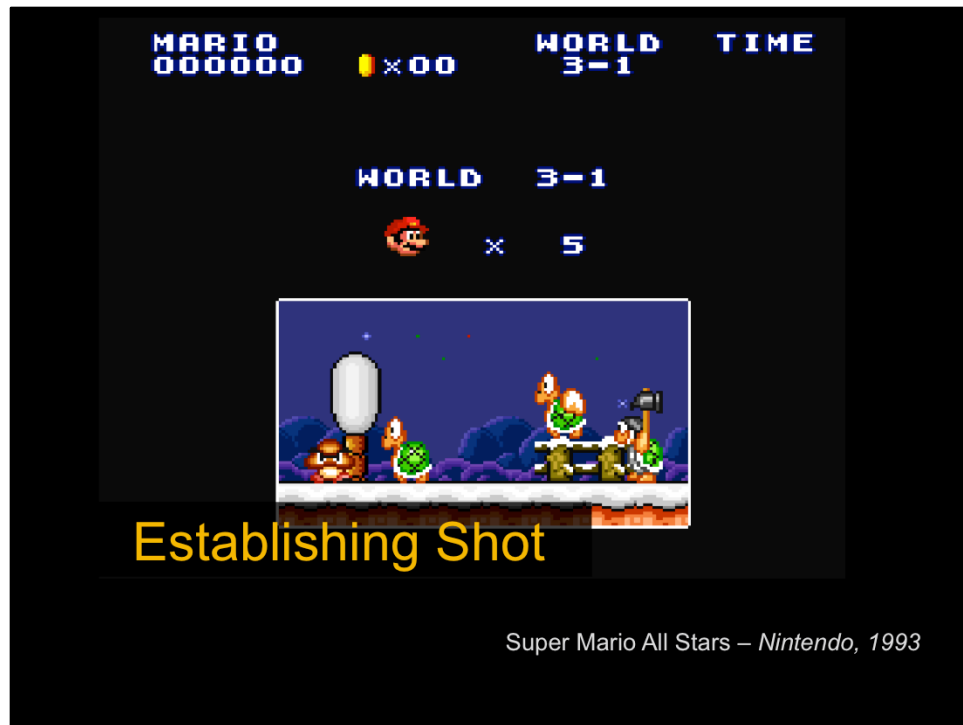 MARIO WORLD TIME
000000 ×00 3-1
WORLD 3-1
× 5
Establishing Shot
Super Mario All Stars – Nintendo, 1993